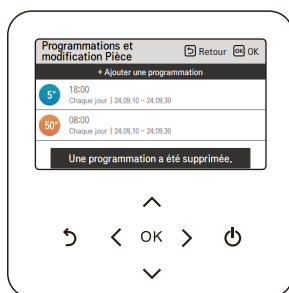 Programmations et
modification Pièce
Retour
OK OK
+ Ajouter une programmation
5°
18:00
Chaque jour | 24,09,10 ~ 24,09,30
50°
08:00
Chaque jour | 24,09,10 ~ 24,09,30
Une programmation a été supprimée.
OK